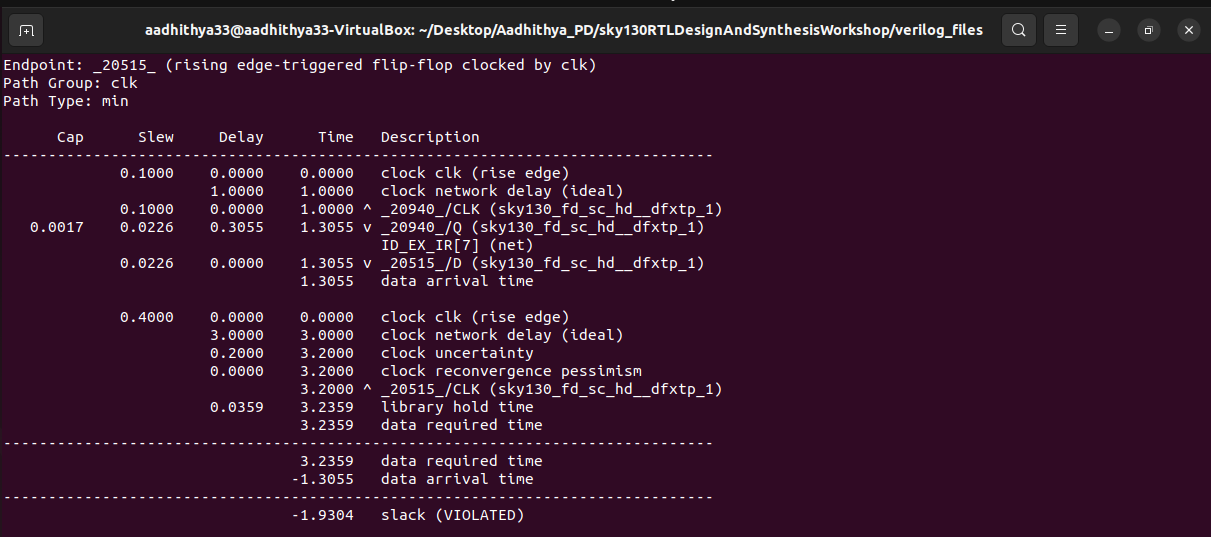 aadhithya33@aadhithya33-VirtualBox: ~/Desktop/Aadhithya_PD/sky130RTLDesignAndSynthesisWorkshop/verilog_files
Endpoint: _20515_ (rising edge-triggered flip-flop clocked by clk)
Path Group: clk
Path Type: min
Cap Slew Delay Time Description
-------------------------------------------------------------------------------
0.1000 0.0000 0.0000 clock clk (rise edge)
1.0000 1.0000 clock network delay (ideal)
0.1000 0.0000 1.0000 ^ _20940_/CLK (sky130_fd_sc_hd__dfxtp_1)
0.0017 0.0226 0.3055 1.3055 v _20940_/Q (sky130_fd_sc_hd__dfxtp_1)
ID_EX_IR[7] (net)
0.0226 0.0000 1.3055 v _20515_/D (sky130_fd_sc_hd__dfxtp_1)
1.3055 data arrival time
0.4000 0.0000 0.0000 clock clk (rise edge)
3.0000 3.0000 clock network delay (ideal)
0.2000 3.2000 clock uncertainty
0.0000 3.2000 clock reconvergence pessimism
3.2000 ^ _20515_/CLK (sky130_fd_sc_hd__dfxtp_1)
0.0359 3.2359 library hold time
3.2359 data required time
-------------------------------------------------------------------------------
3.2359 data required time
-1.3055 data arrival time
-------------------------------------------------------------------------------
-1.9304 slack (VIOLATED)